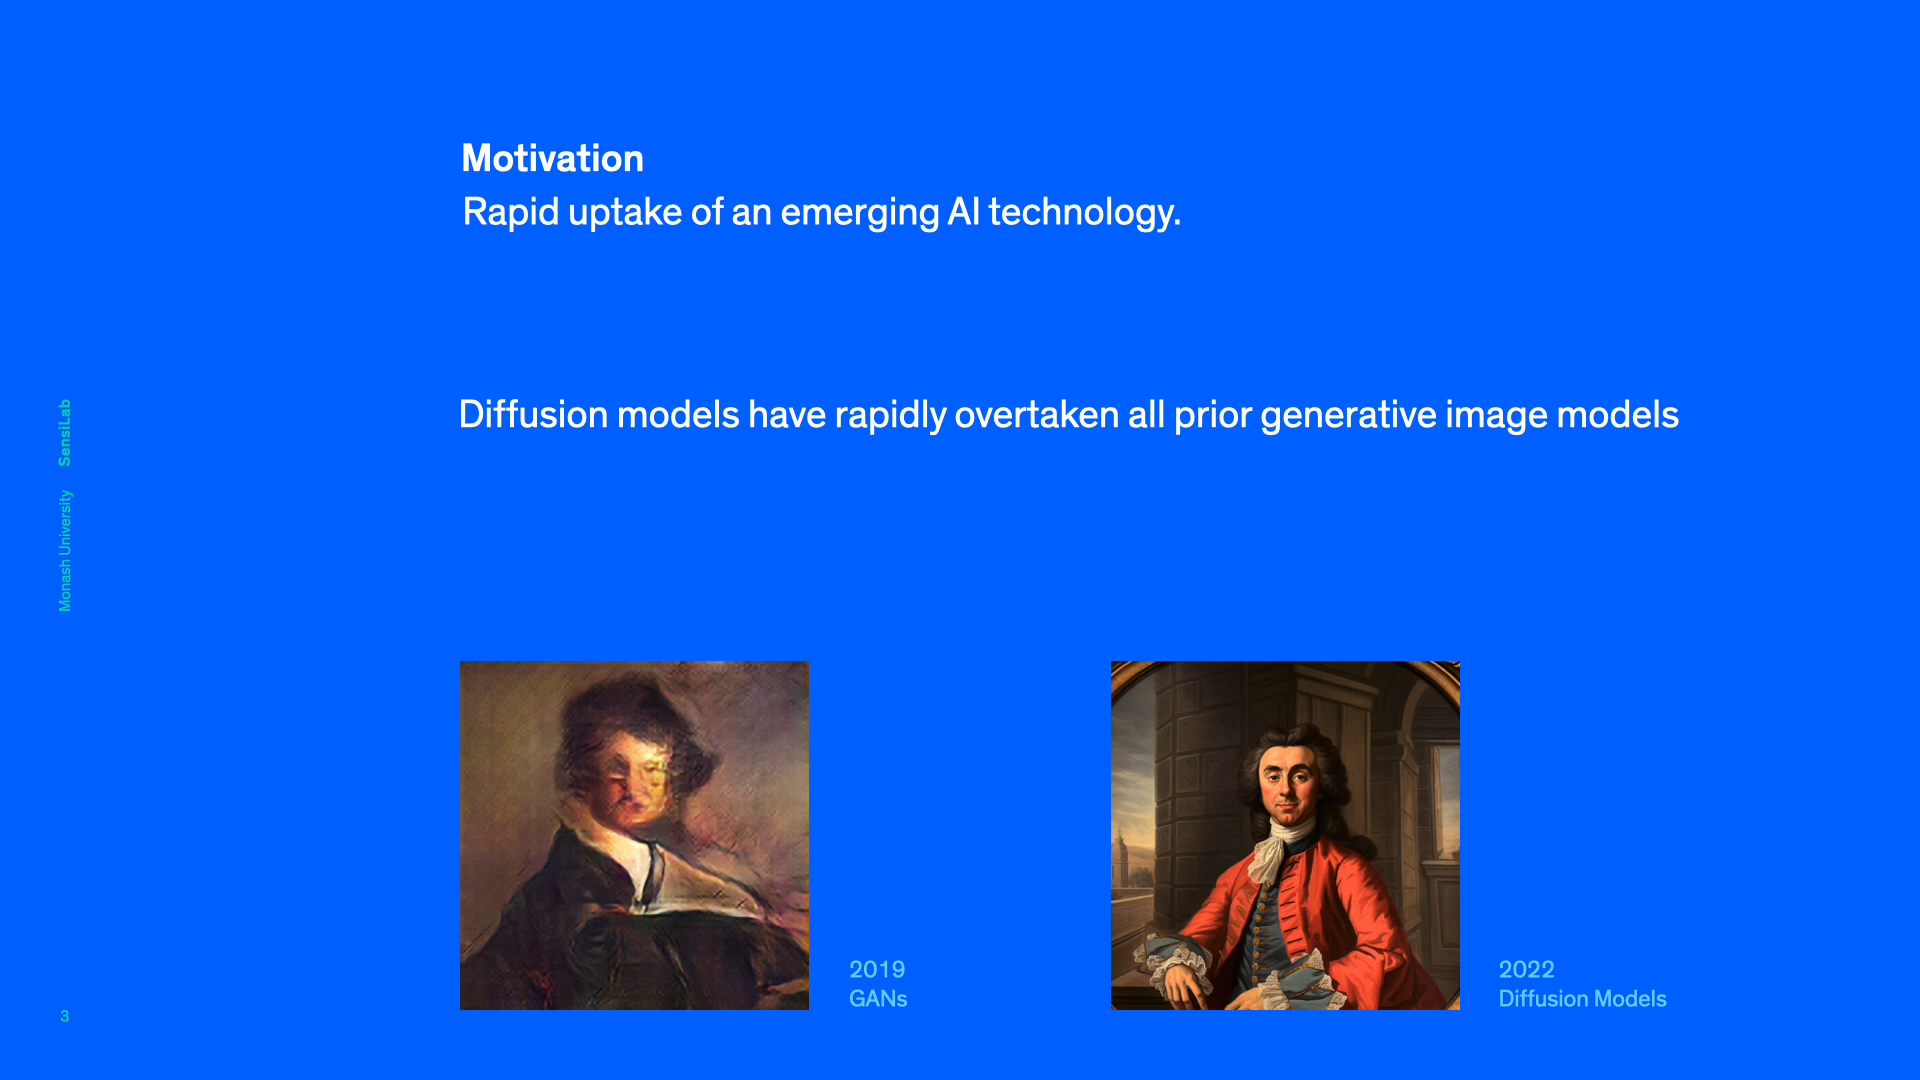 Motivation
Rapid uptake of an emerging AI technology.
Diffusion models have rapidly overtaken all prior generative image models
Monash University SensiLab
2019
GANs
2022
Diffusion Models
3